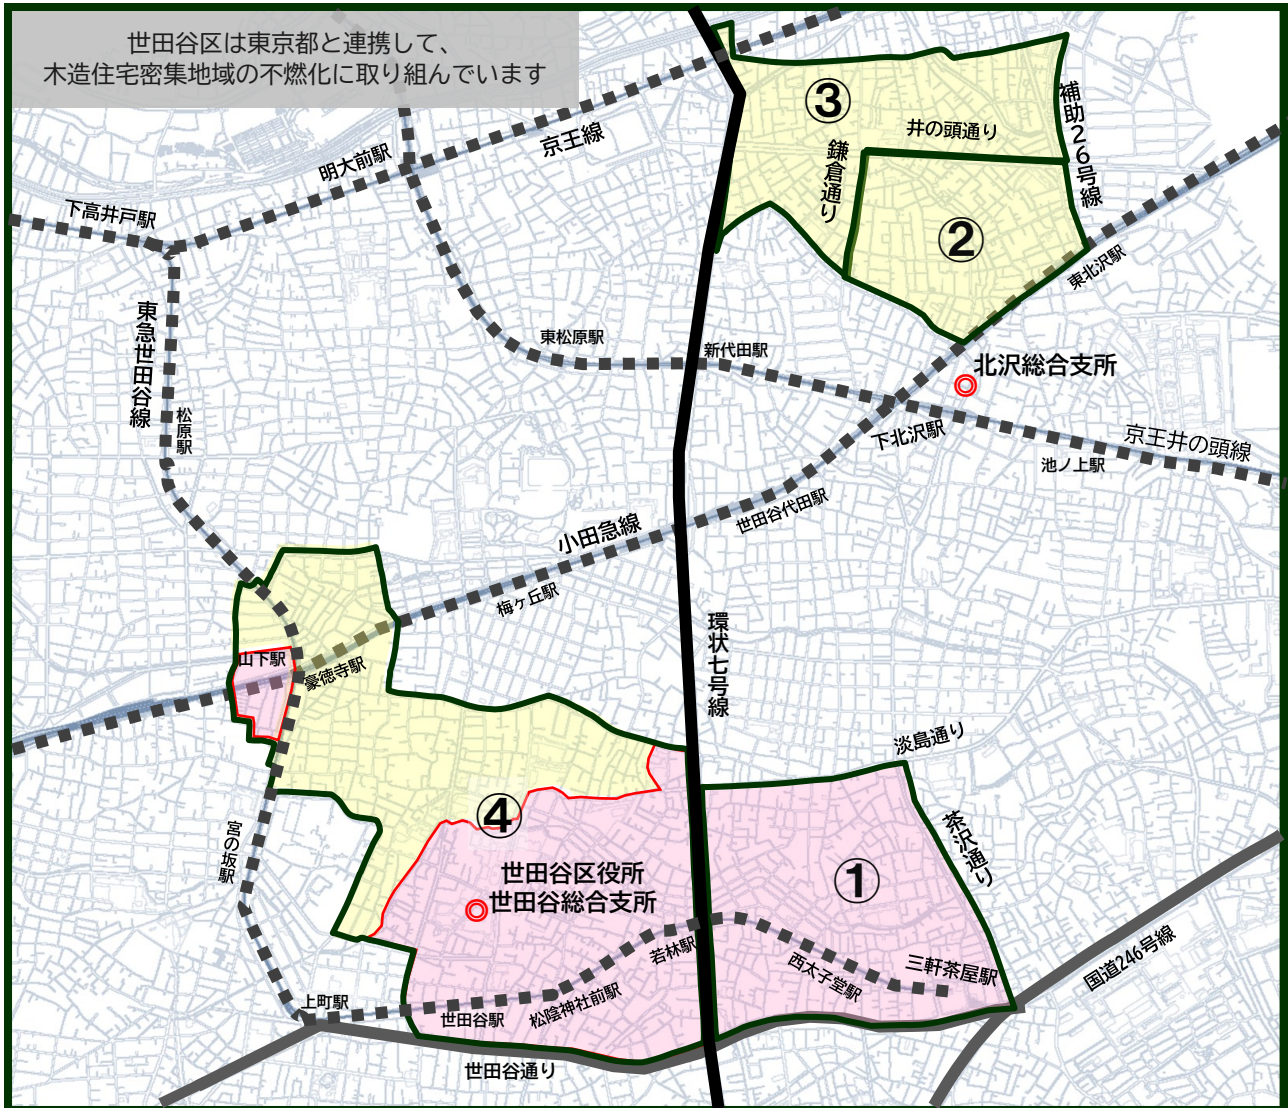 世田谷区は東京都と連携して、
木造住宅密集地域の不燃化に取り組んでいます
③
補助26号線
井の頭通り
鎌倉通り
京王線
明大前駅
下高井戸駅
②
東北沢駅
東急世田谷線
東松原駅
新代田駅
北沢総合支所
松原駅
下北沢駅
京王井の頭線
池ノ上駅
世田谷代田駅
小田急線
梅ヶ丘駅
環状七号線
山下駅
豪徳寺駅
淡島通り
④
宮の坂駅
茶沢通り
世田谷区役所
世田谷総合支所
①
若林駅
西太子堂駅
三軒茶屋駅
国道246号線
上町駅
世田谷駅
松陰神社前駅
世田谷通り